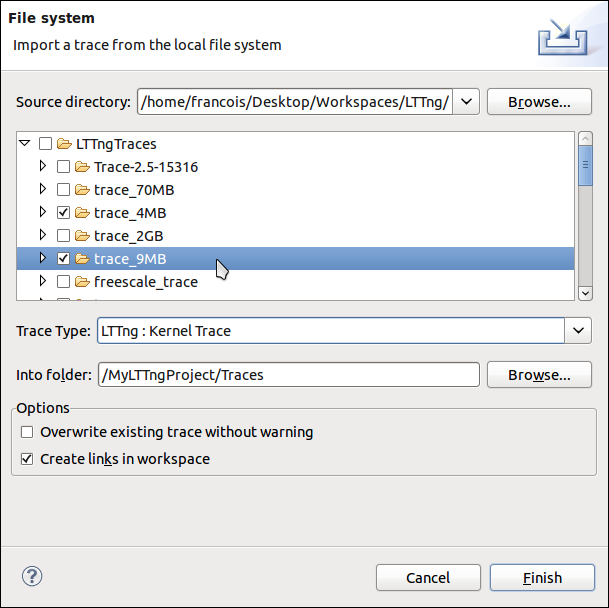 File system
Import a trace from the local file system
Source directory: /home/francois/Desktop/Workspaces/LTTng/ Browse...
LTTngTraces
Trace-2.5-15316
trace_70MB
trace_4MB
trace_2GB
trace_9MB
freescale_trace
Trace Type: LTTng : Kernel Trace
Into folder: /MyLTTngProject/Traces Browse...
Options
Overwrite existing trace without warning
Create links in workspace
? Cancel Finish